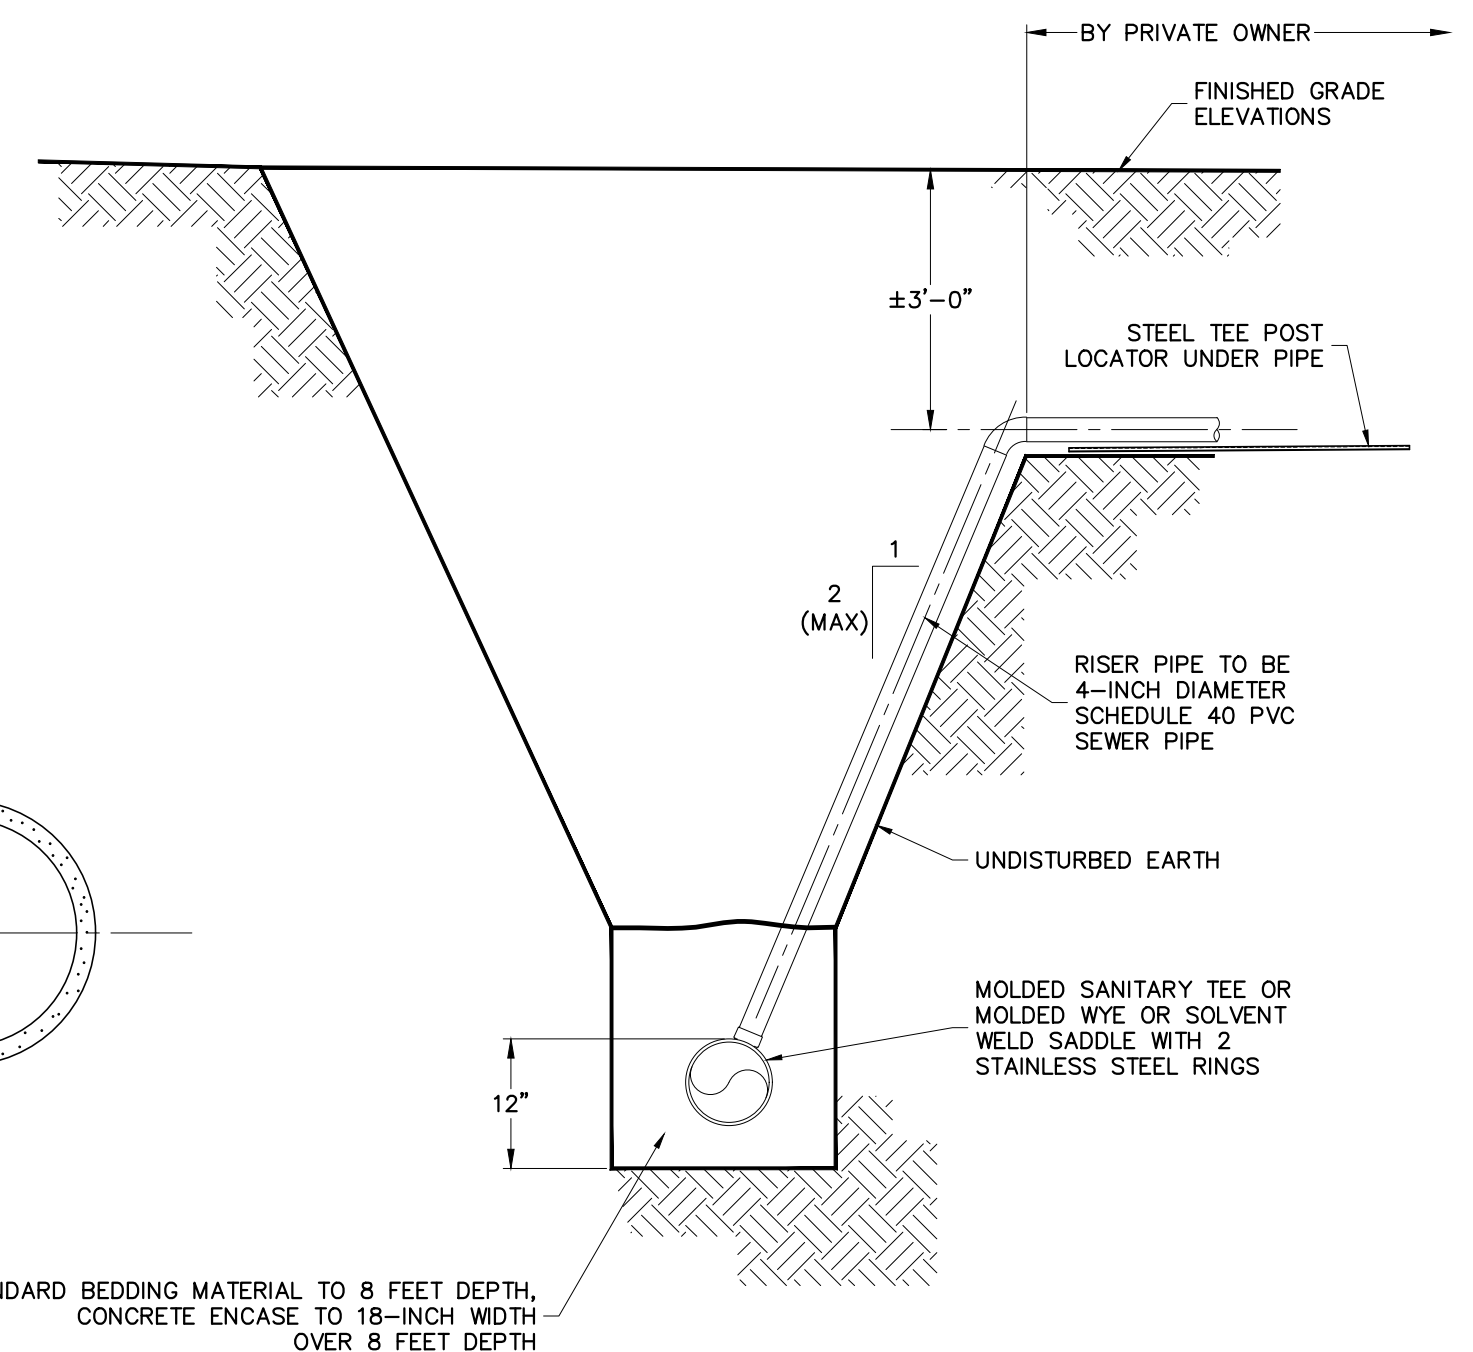 BY PRIVATE OWNER
FINISHED GRADE
ELEVATIONS
±3'-0"
STEEL TEE POST
LOCATOR UNDER PIPE
1
2
(MAX)
RISER PIPE TO BE
4-INCH DIAMETER
SCHEDULE 40 PVC
SEWER PIPE
UNDISTURBED EARTH
MOLDED SANITARY TEE OR
MOLDED WYE OR SOLVENT
WELD SADDLE WITH 2
STAINLESS STEEL RINGS
12"
BEDDING MATERIAL TO 8 FEET DEPTH,
CONCRETE ENCASE TO 18-INCH WIDTH
OVER 8 FEET DEPTH